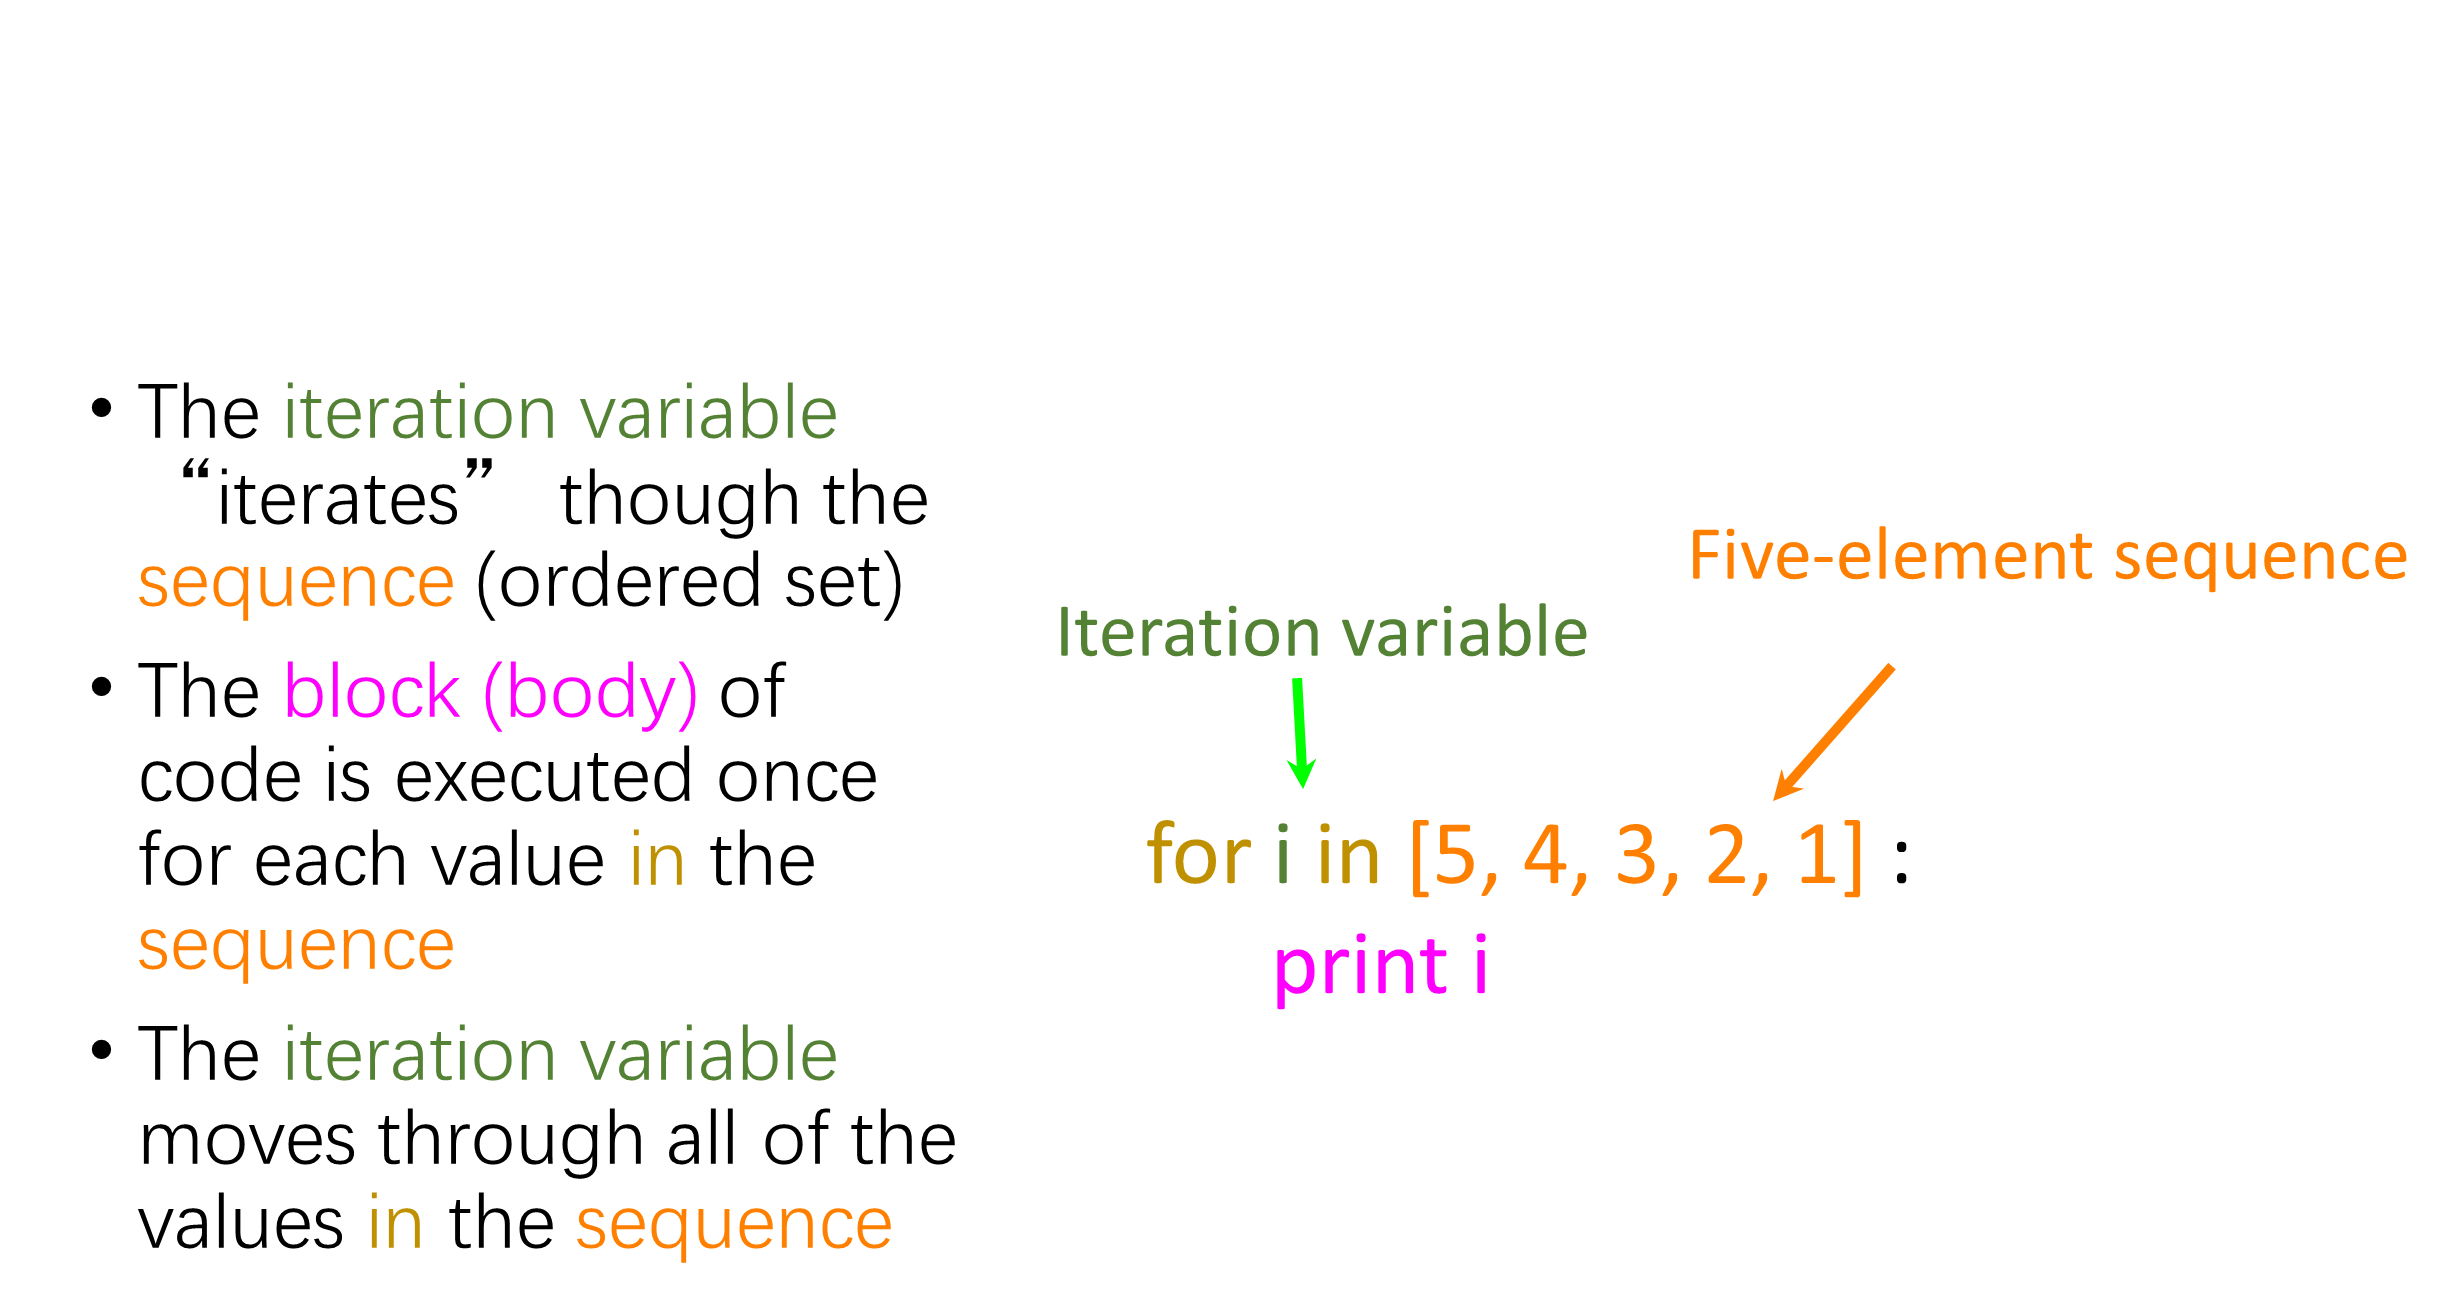 • The iteration variable
“iterates” though the
sequence (ordered set)
• The block (body) of
code is executed once
for each value in the
sequence
• The iteration variable
moves through all of the
values in the sequence
Five-element sequence
Iteration variable
for i in [5, 4, 3, 2, 1] :
print i